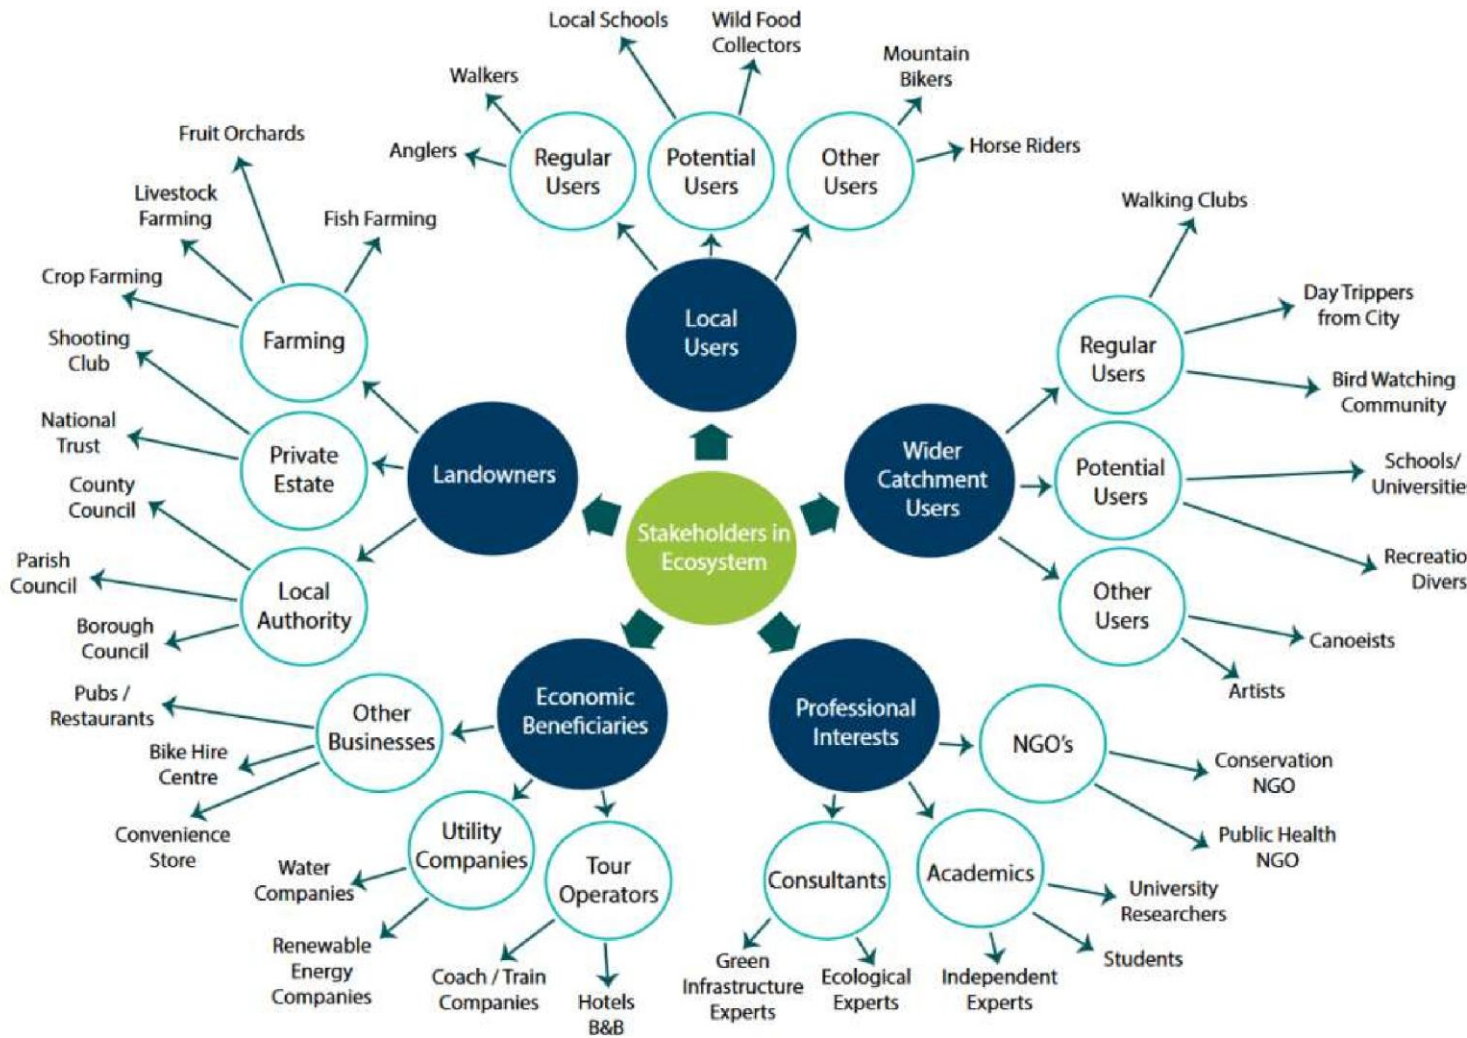 Local Schools
Wild Food
Collectors
Mountain
Bikers
Walkers
Anglers
Regular
Users
Potential
Users
Other
Users
Horse Riders
Local
Users
Fruit Orchards
Livestock
Farming
Fish Farming
Crop Farming
Farming
Shooting
Club
National
Trust
Private
Estate
County
Council
Parish
Council
Local
Authority
Borough
Council
Landowners
Stakeholders in
Ecosystem
Wider
Catchment
Users
Walking Clubs
Regular
Users
Day Trippers
from City
Bird Watching
Community
Potential
Users
Schools/
Universitie
Recreatio
Divers
Other
Users
Canoeists
Artists
Economic
Beneficiaries
Other
Businesses
Pubs /
Restaurants
Bike Hire
Centre
Convenience
Store
Utility
Companies
Water
Companies
Renewable
Energy
Companies
Tour
Operators
Coach / Train
Companies
Hotels
B&B
Professional
Interests
NGO's
Conservation
NGO
Public Health
NGO
Consultants
Green
Infrastructure
Experts
Ecological
Experts
Academics
University
Researchers
Students
Independent
Experts